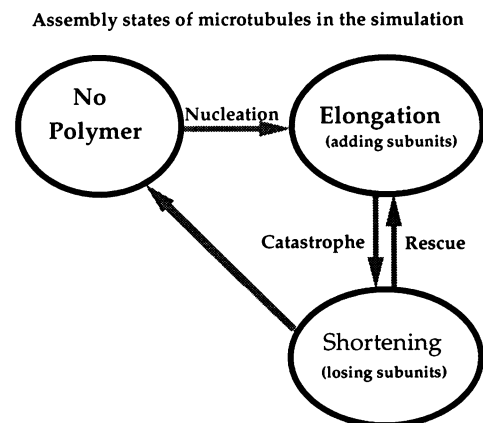 Assembly states of microtubules in the simulation
No
Polymer
Nucleation
Elongation
(adding subunits)
Catastrophe
Rescue
Shortening
(losing subunits)